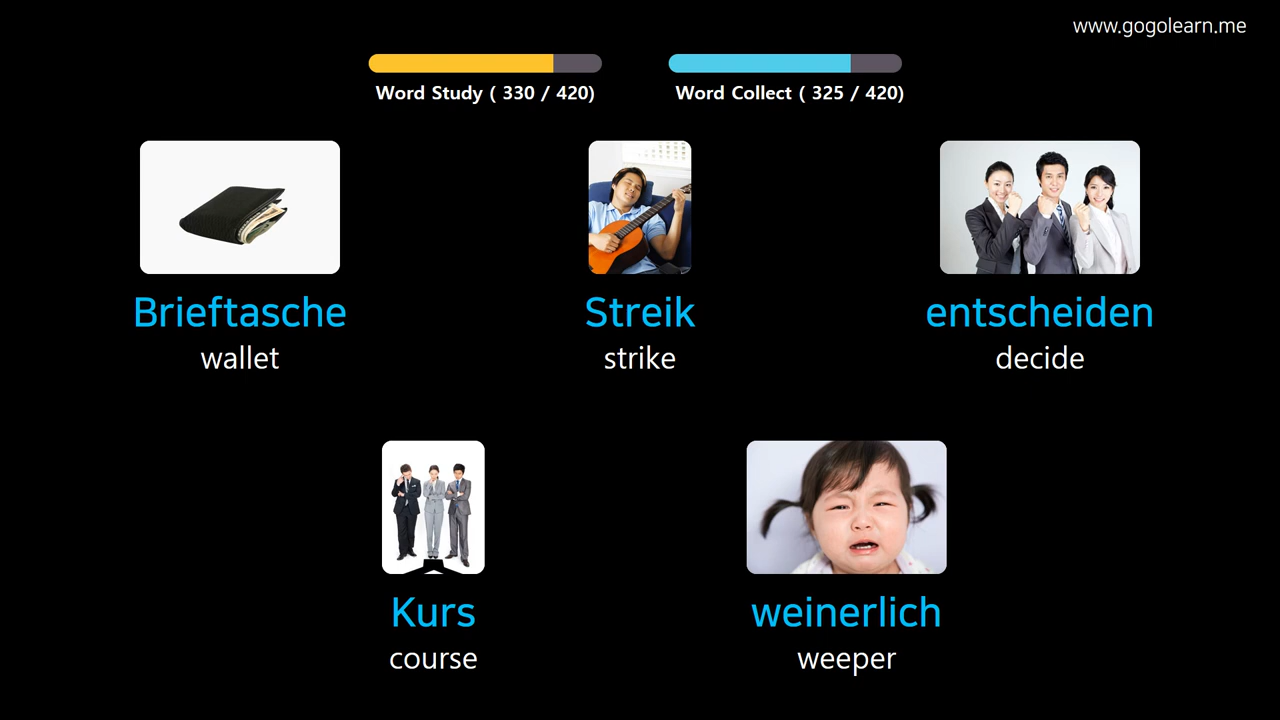 www.gogolearn.me
Word Study ( 330 / 420)
Word Collect ( 325 / 420)
Brieftasche
wallet
Streik
strike
entscheiden
decide
Kurs
course
weinerlich
weeper